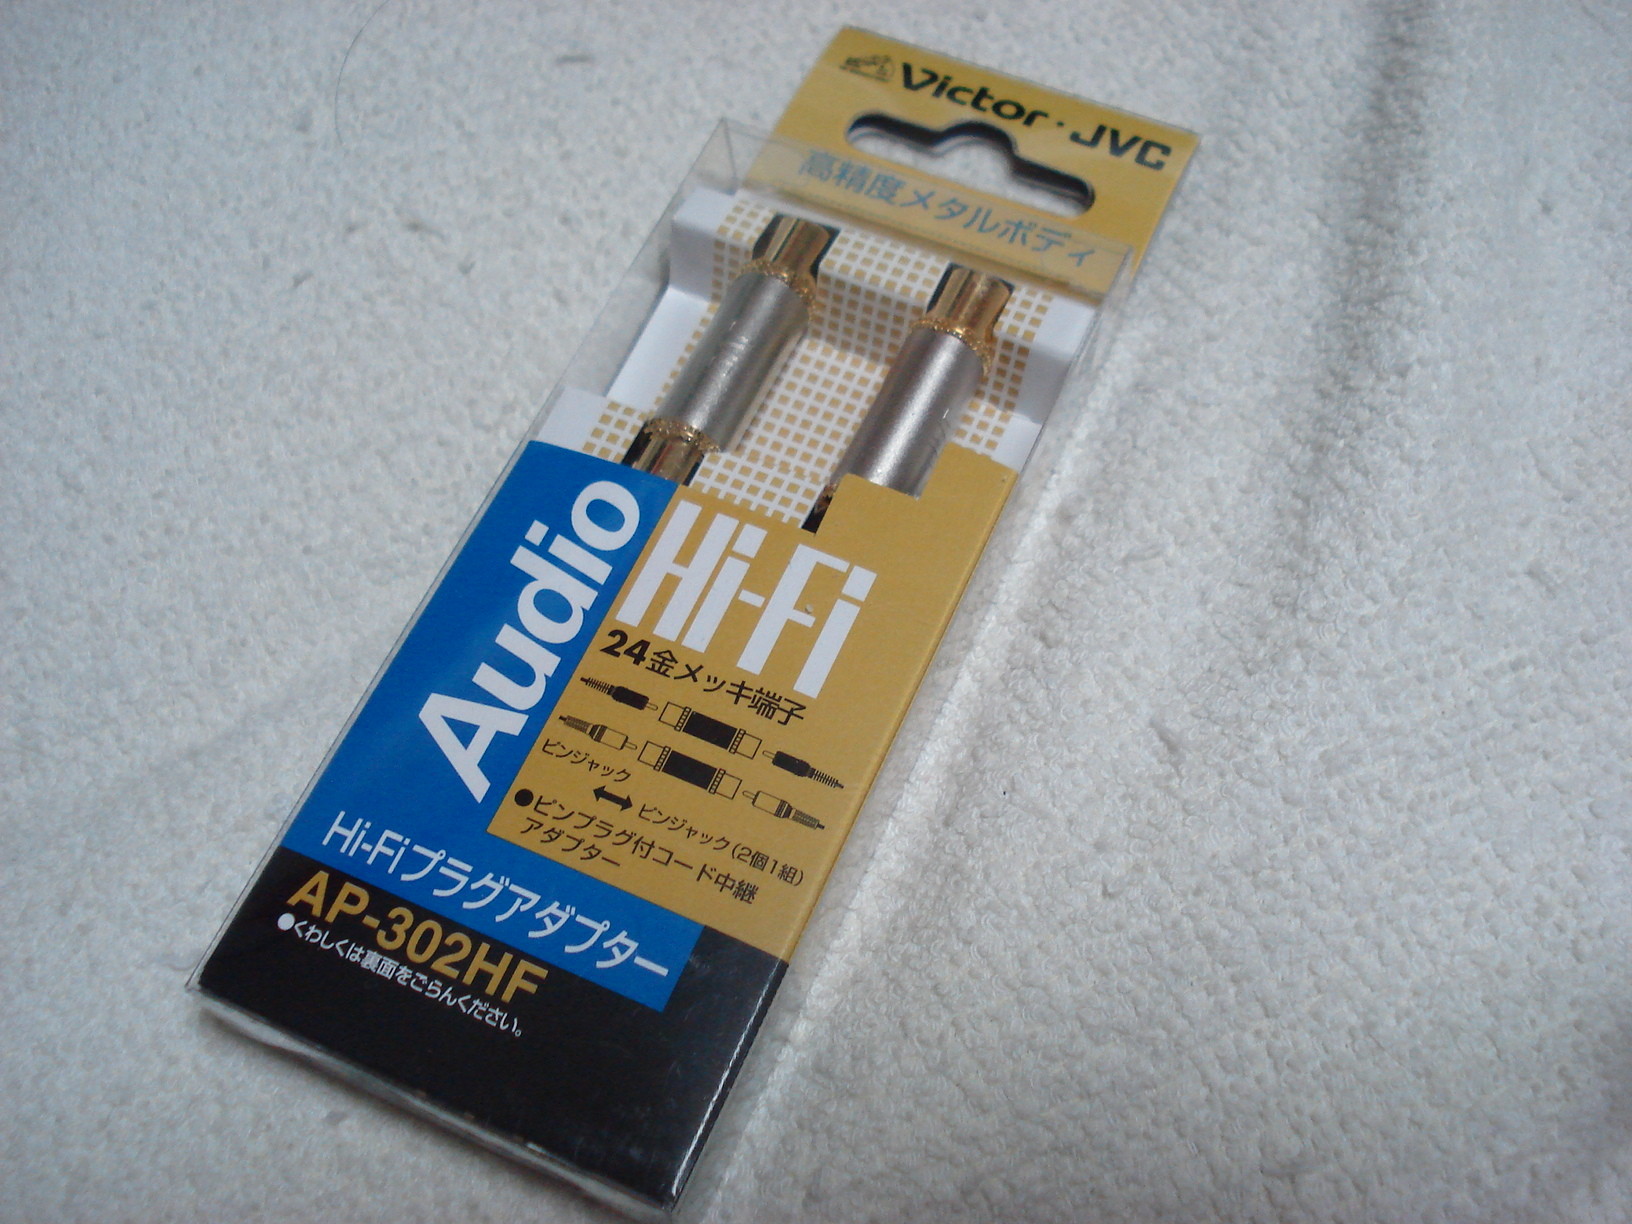 Victor・JVC
高精度メタルボディ
Audio
Hi-Fi
24金メッキ端子
ピンジャック
↔ ピンジャック(2個1組)
●ピンプラグ付コード中継
アダプター
Hi-Fiプラグアダプター
AP-302HF
●くわしくは裏面をごらんください。